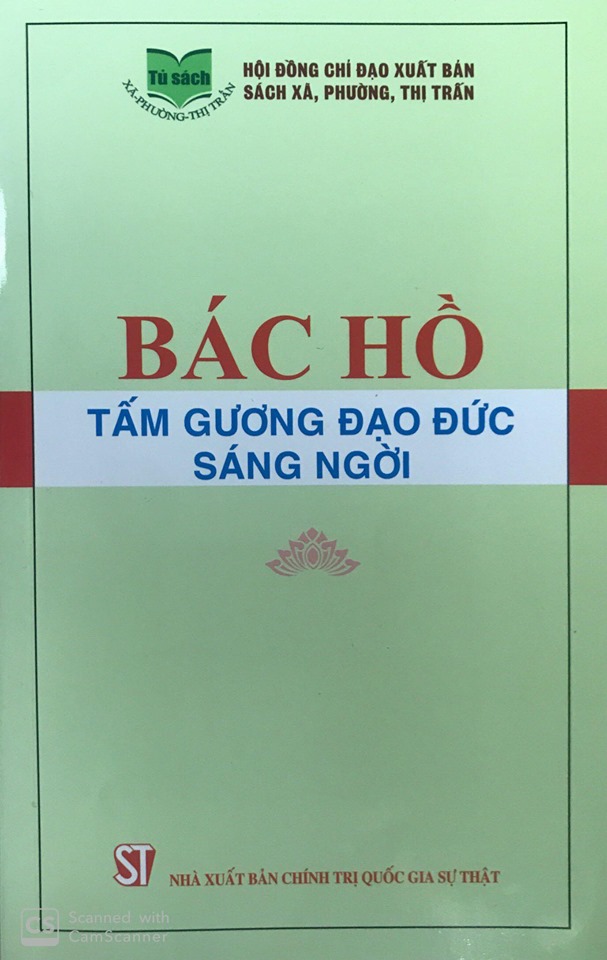 Tủ sách
XÃ-PHƯỜNG-THỊ TRẤN
HỘI ĐỒNG CHỈ ĐẠO XUẤT BẢN
SÁCH XÃ, PHƯỜNG, THỊ TRẤN
BÁC HỒ
TẤM GƯƠNG ĐẠO ĐỨC
SÁNG NGỜI
ST
NHÀ XUẤT BẢN CHÍNH TRỊ QUỐC GIA SỰ THẬT
CS
Scanned with
CamScanner